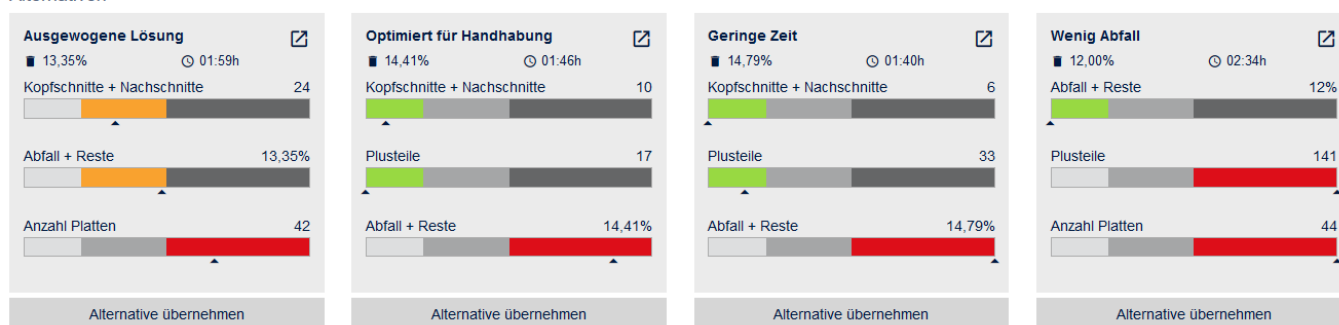 Ausgewogene Lösung
13,35%
01:59h
Kopfschnitte + Nachschnitte 24
Abfall + Reste 13,35%
Anzahl Platten 42
Alternative übernehmen
Optimiert für Handhabung
14,41%
01:46h
Kopfschnitte + Nachschnitte 10
Plusteile 17
Abfall + Reste 14,41%
Alternative übernehmen
Geringe Zeit
14,79%
01:40h
Kopfschnitte + Nachschnitte 6
Plusteile 33
Abfall + Reste 14,79%
Alternative übernehmen
Wenig Abfall
12,00%
02:34h
Abfall + Reste 12%
Plusteile 141
Anzahl Platten 44
Alternative übernehmen